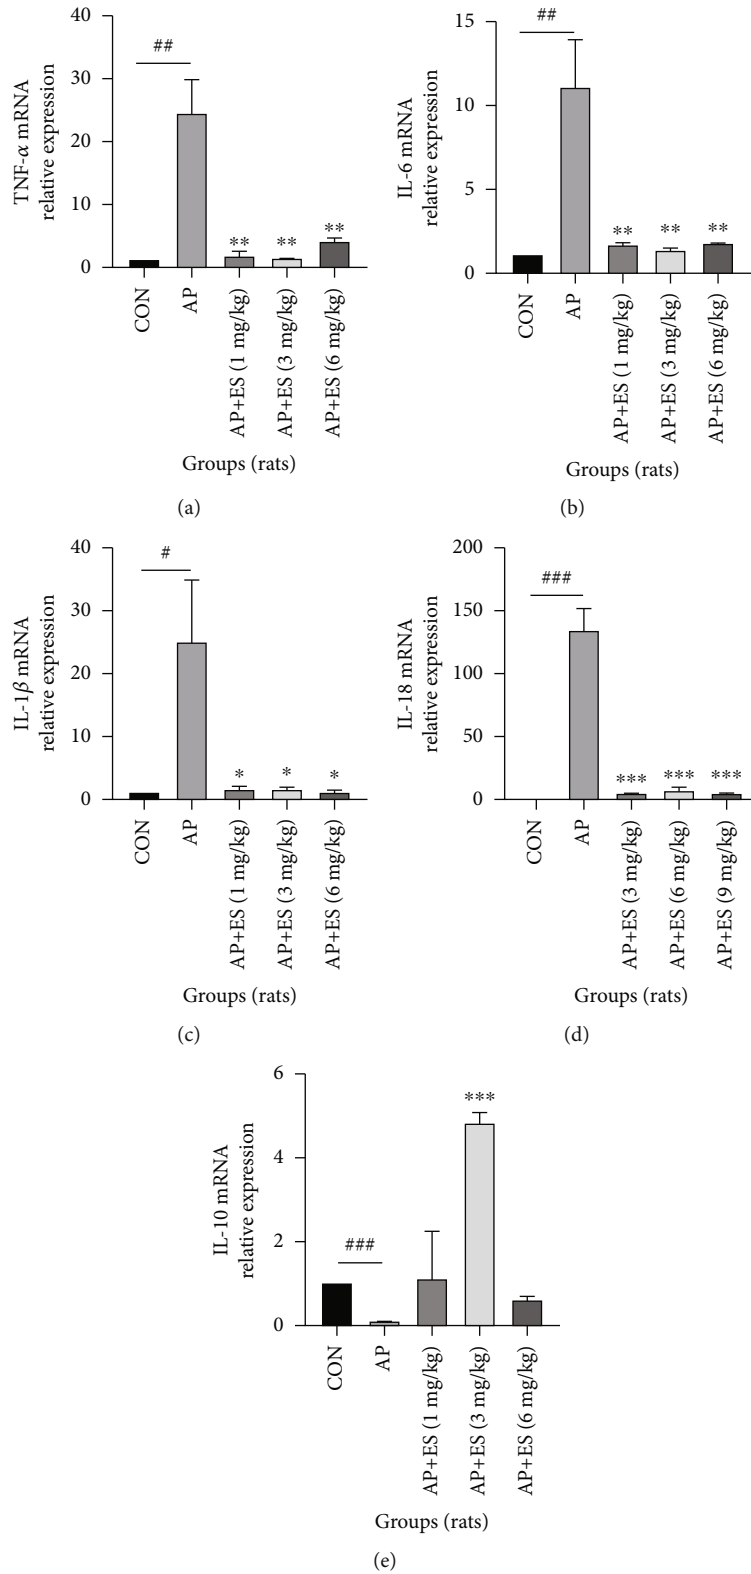 TNF-α mRNA
relative expression
40
30
20
10
0
##
**
**
**
CON
AP
AP+ES (1 mg/kg)
AP+ES (3 mg/kg)
AP+ES (6 mg/kg)
Groups (rats)
(a)
IL-6 mRNA
relative expression
15
10
5
0
##
**
**
**
CON
AP
AP+ES (1 mg/kg)
AP+ES (3 mg/kg)
AP+ES (6 mg/kg)
Groups (rats)
(b)
IL-1β mRNA
relative expression
40
30
20
10
0
#
*
*
*
CON
AP
AP+ES (1 mg/kg)
AP+ES (3 mg/kg)
AP+ES (6 mg/kg)
Groups (rats)
(c)
IL-18 mRNA
relative expression
200
150
100
50
0
###
***
***
***
CON
AP
AP+ES (3 mg/kg)
AP+ES (6 mg/kg)
AP+ES (9 mg/kg)
Groups (rats)
(d)
IL-10 mRNA
relative expression
6
4
2
0
###
***
CON
AP
AP+ES (1 mg/kg)
AP+ES (3 mg/kg)
AP+ES (6 mg/kg)
Groups (rats)
(e)